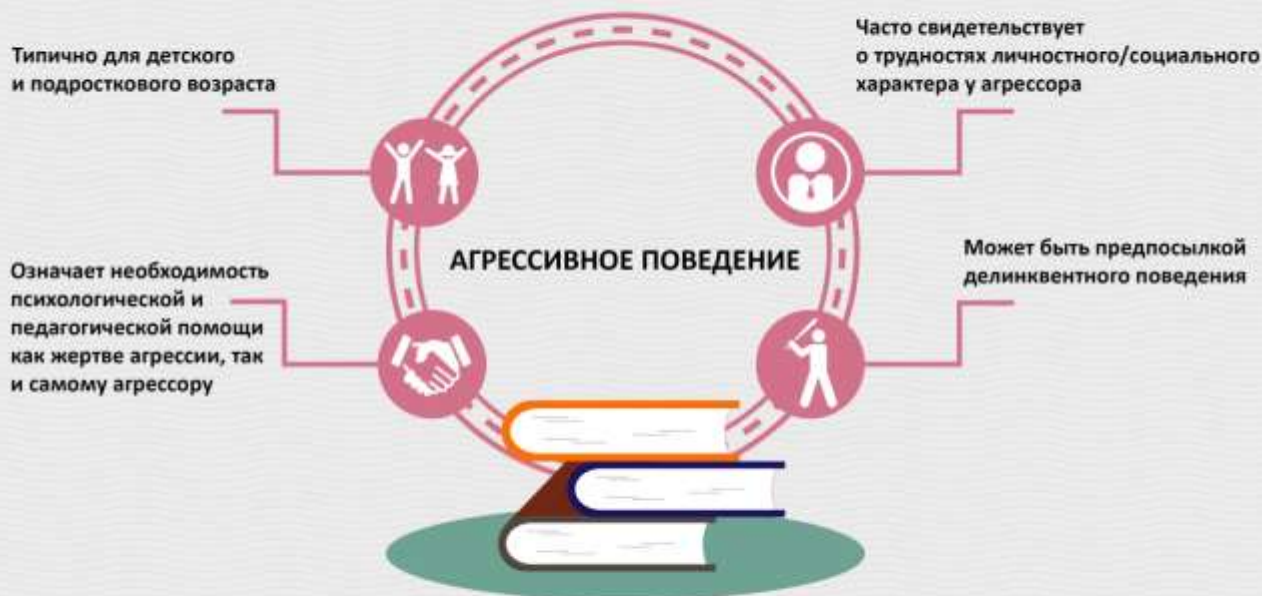 Типично для детского
и подросткового возраста
Часто свидетельствует
о трудностях личностного/социального
характера у агрессора
АГРЕССИВНОЕ ПОВЕДЕНИЕ
Означает необходимость
психологической и
педагогической помощи
как жертве агрессии, так
и самому агрессору
Может быть предпосылкой
делинквентного поведения